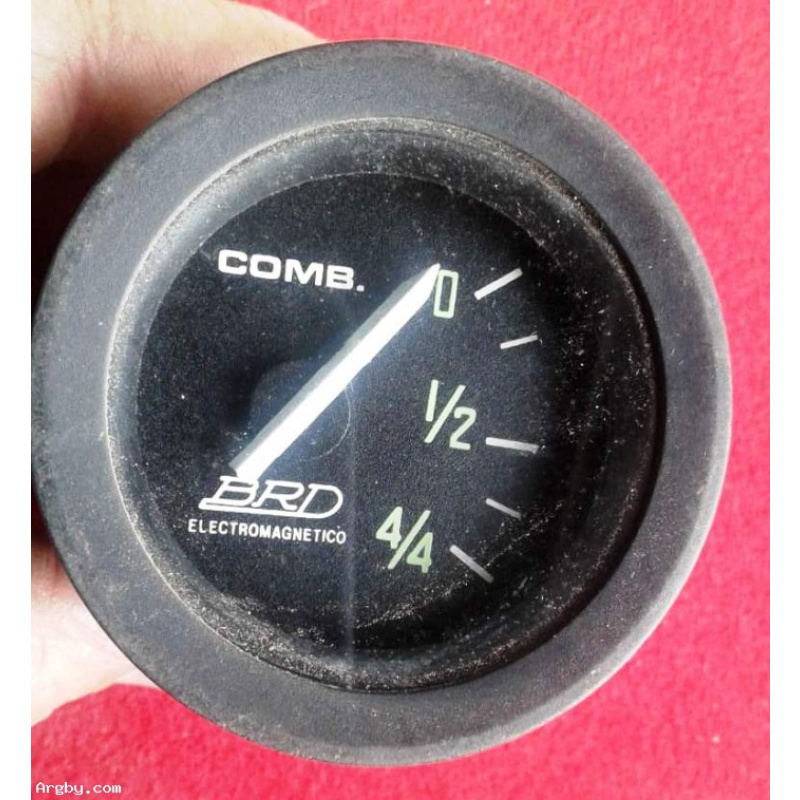 COMB.
0
1/2
4/4
BRD
ELECTROMAGNETICO
Argby.com